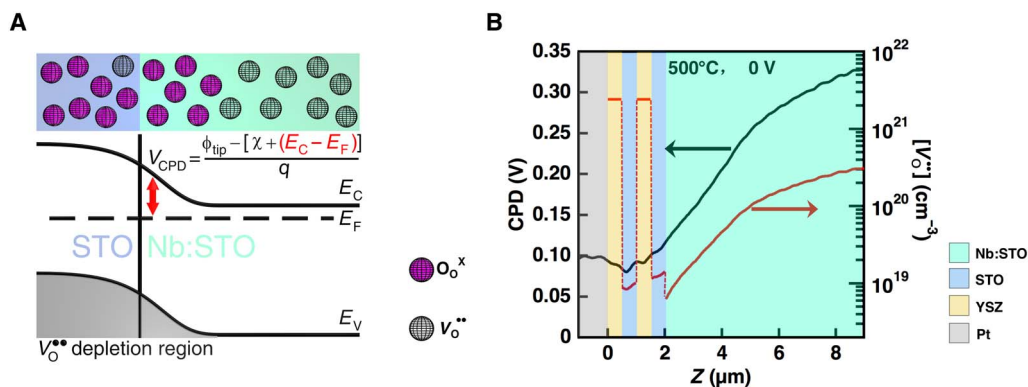 A
V_CPD = (ϕ_tip − [χ + (E_C − E_F)]) / q
E_C
E_F
STO Nb:STO
E_V
V_O^•• depletion region
O_O^x
V_O^••
B
500°C, 0 V
CPD (V)
0.35
0.30
0.25
0.20
0.15
0.10
0.05
0
0 2 4 6 8
Z (μm)
10^22
10^21
10^20
10^19
[V_O^••] (cm^−3)
Nb:STO
STO
YSZ
Pt